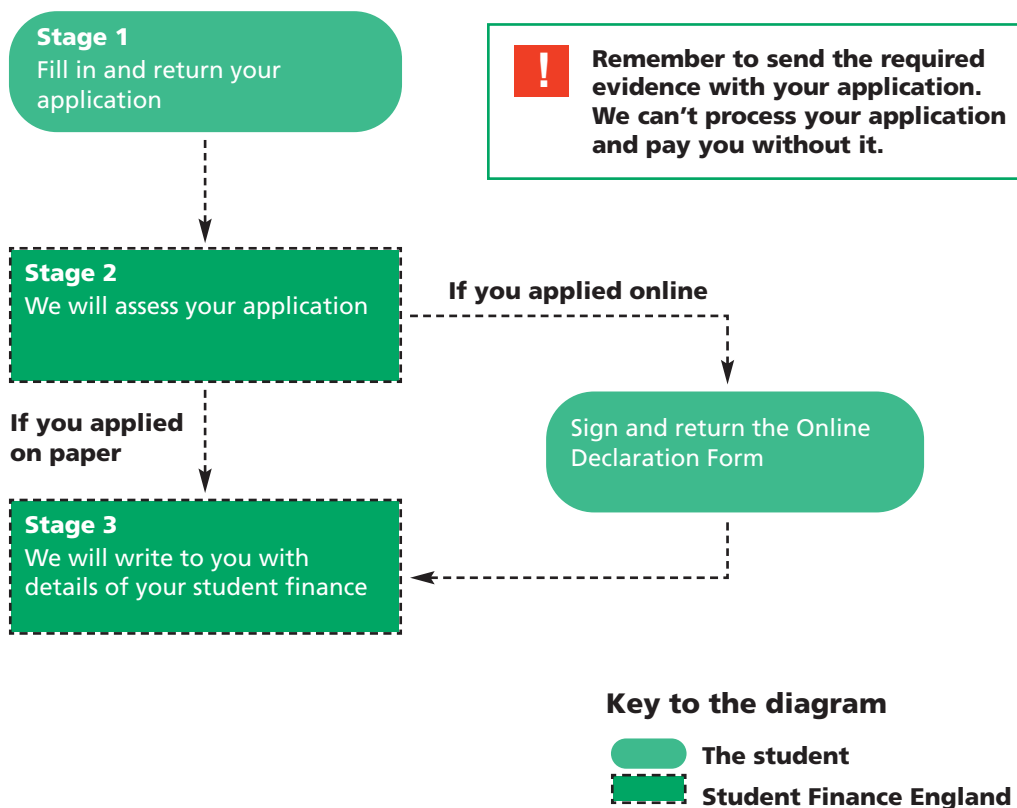 Stage 1
Fill in and return your
application
!
Remember to send the required
evidence with your application.
We can't process your application
and pay you without it.
Stage 2
We will assess your application
If you applied online
If you applied
on paper
Sign and return the Online
Declaration Form
Stage 3
We will write to you with
details of your student finance
Key to the diagram
The student
Student Finance England